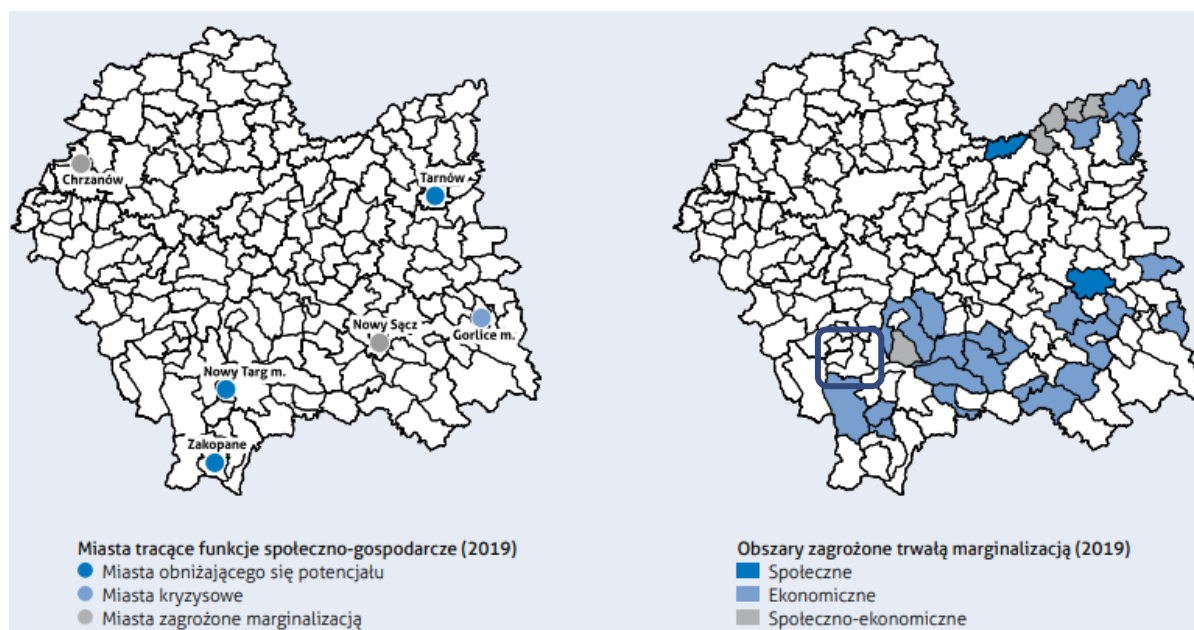 Chrzanów
Tarnów
Nowy Sącz
Gorlice m.
Nowy Targ m.
Zakopane
Miasta tracące funkcje społeczno-gospodarcze (2019)
Miasta obniżającego się potencjału
Miasta kryzysowe
Miasta zagrożone marginalizacją
Obszary zagrożone trwałą marginalizacją (2019)
Społeczne
Ekonomiczne
Społeczno-ekonomiczne